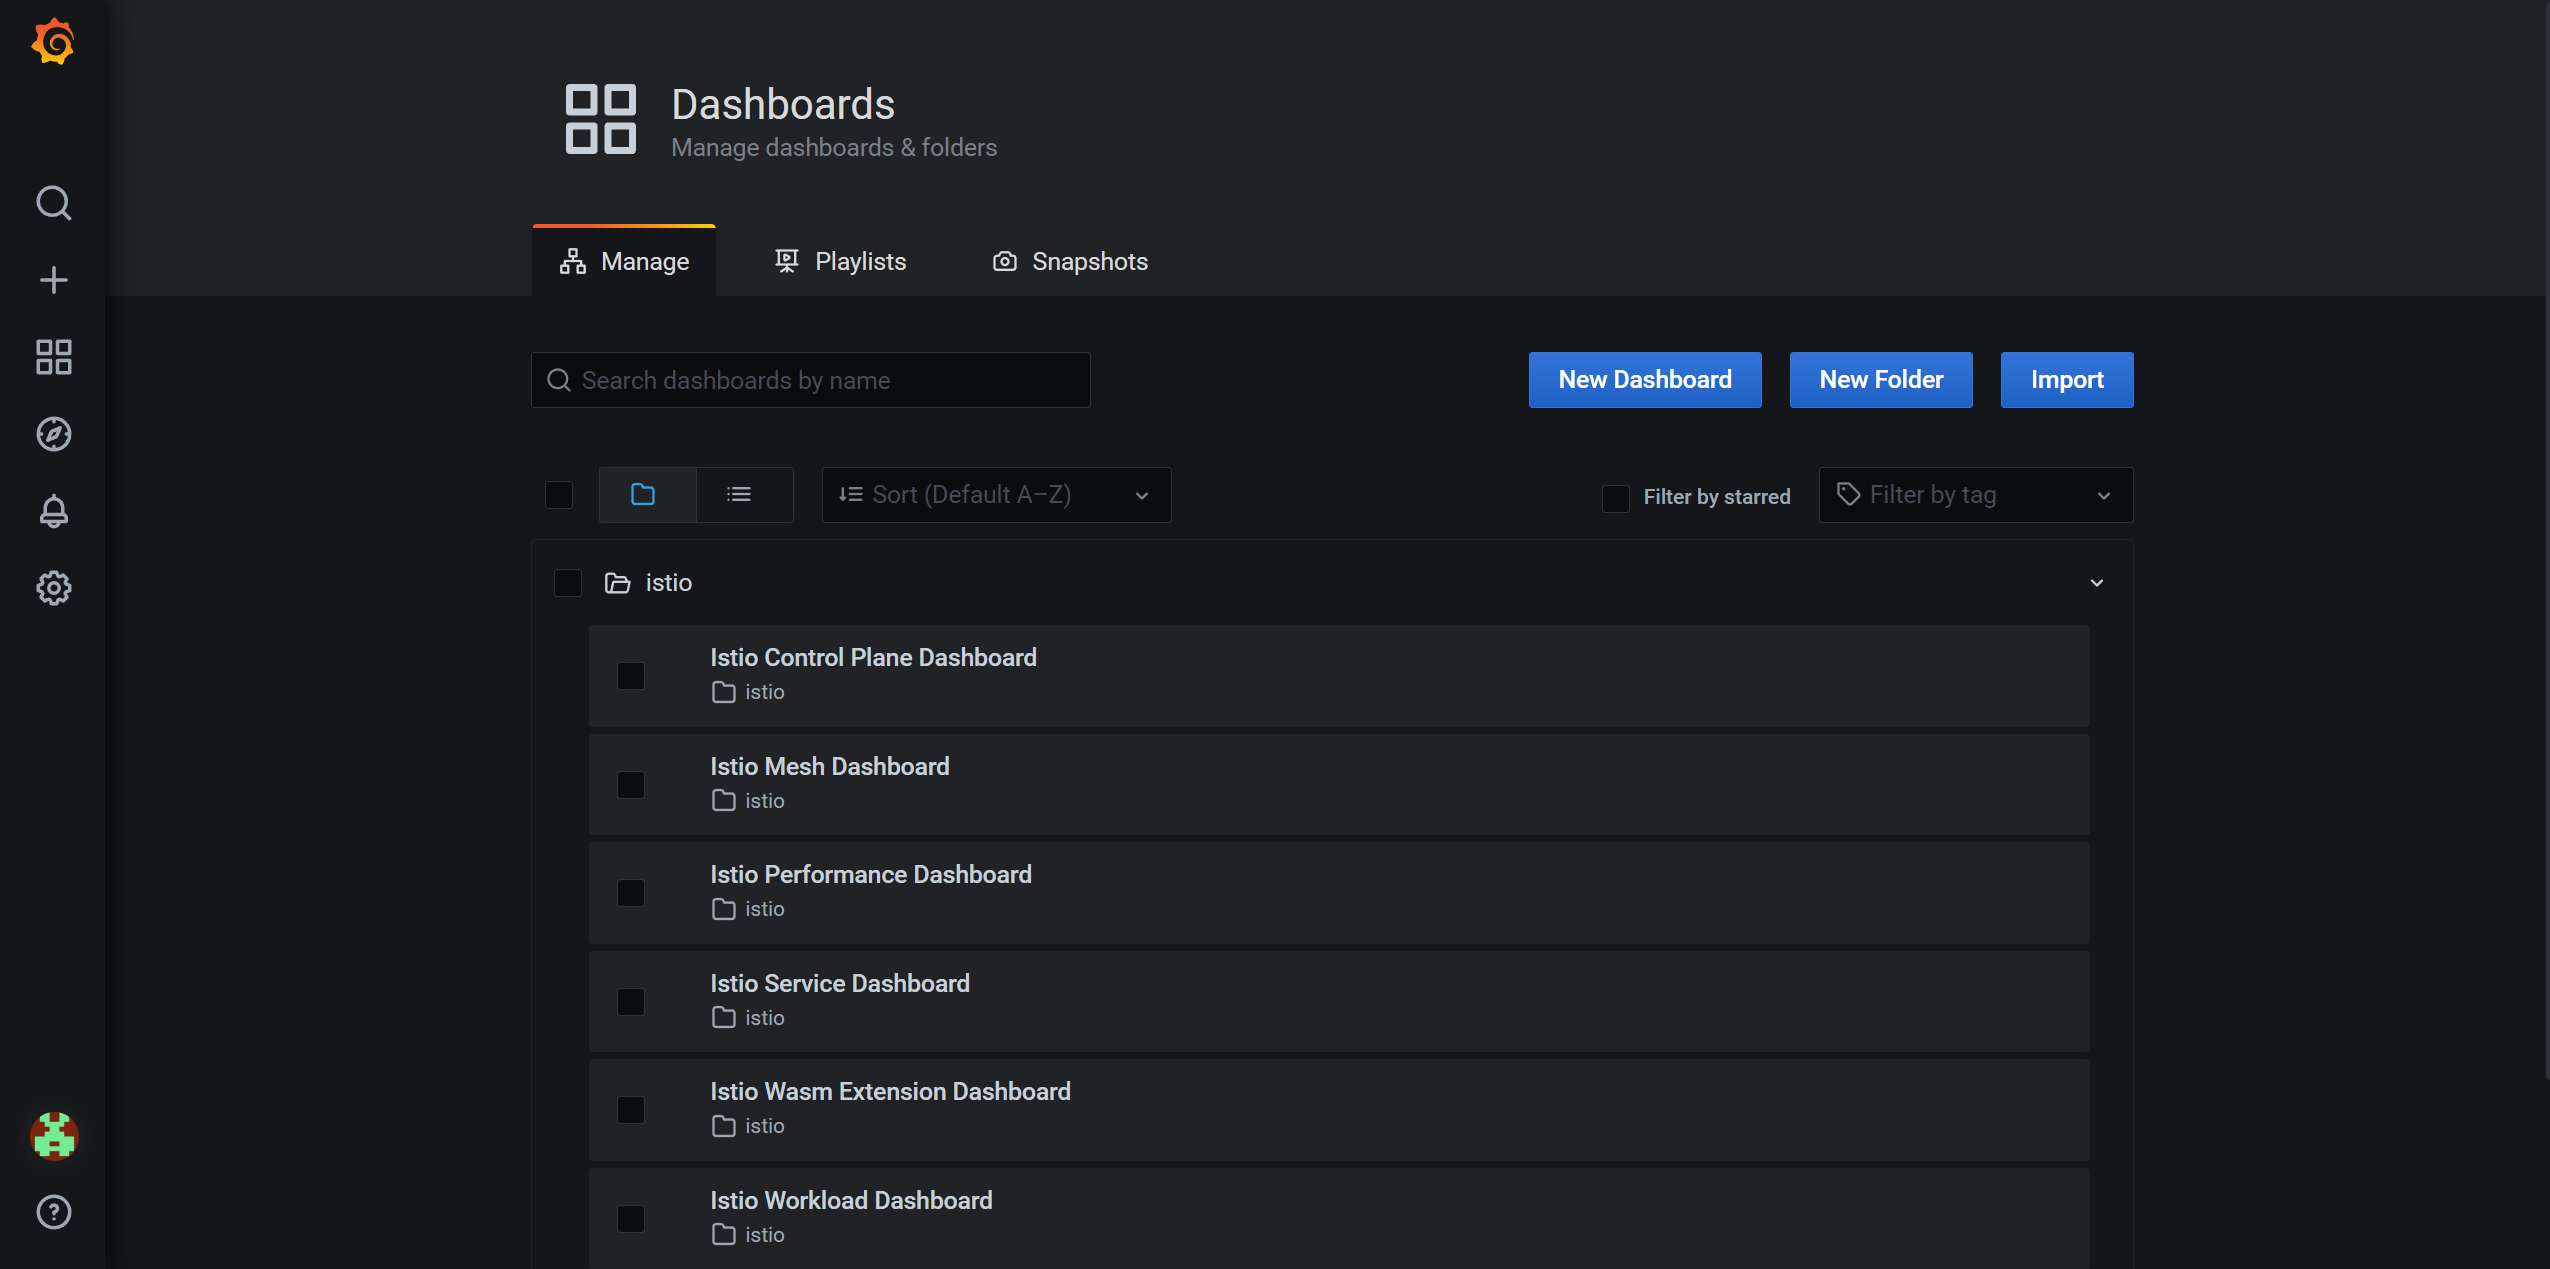 Dashboards
Manage dashboards & folders
Manage
Playlists
Snapshots
Search dashboards by name
New Dashboard
New Folder
Import
Sort (Default A–Z)
Filter by starred
Filter by tag
istio
Istio Control Plane Dashboard
istio
Istio Mesh Dashboard
istio
Istio Performance Dashboard
istio
Istio Service Dashboard
istio
Istio Wasm Extension Dashboard
istio
Istio Workload Dashboard
istio